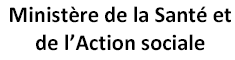 Ministère de la Santé et
de l’Action sociale